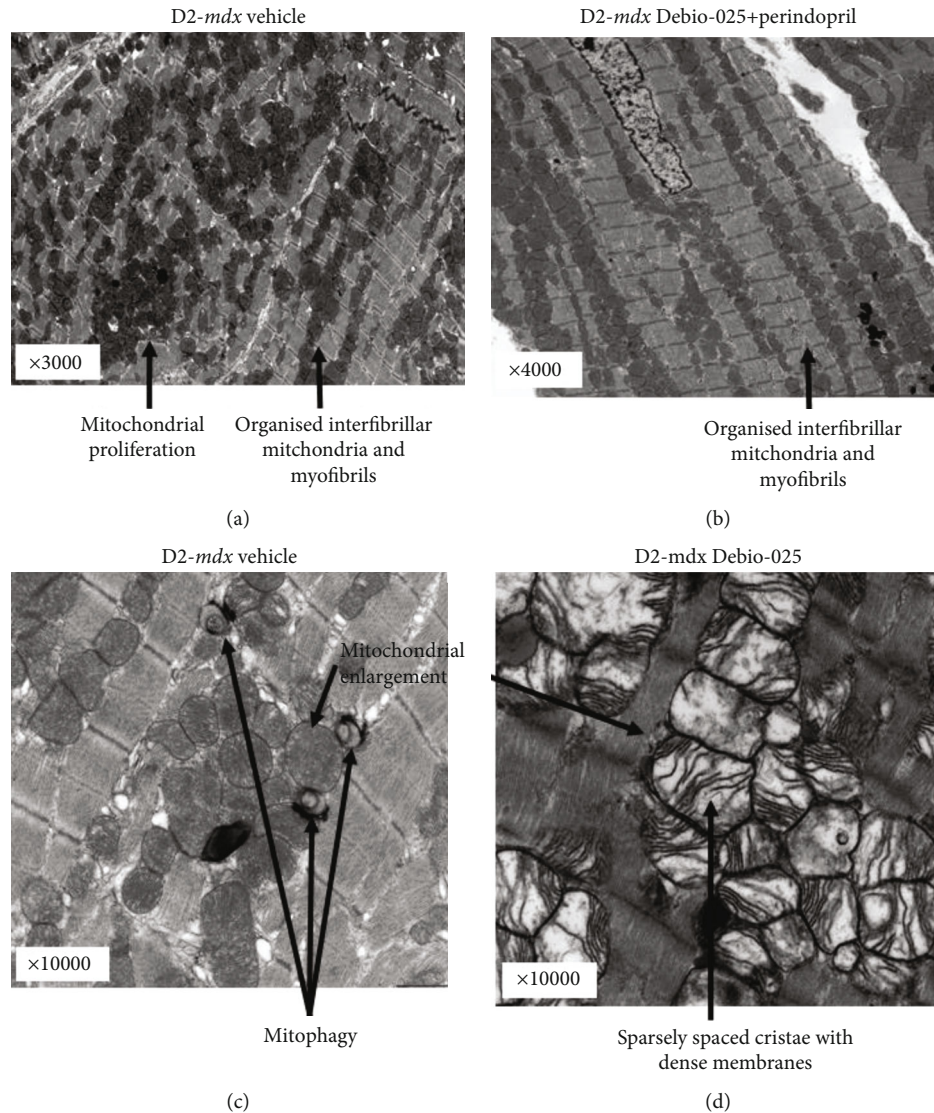 D2-mdx vehicle
D2-mdx Debio-025+perindopril
×3000
×4000
Mitochondrial
proliferation
Organised interfibrillar
mitchondria and
myofibrils
Organised interfibrillar
mitchondria and
myofibrils
(a)
(b)
D2-mdx vehicle
D2-mdx Debio-025
Mitochondrial
enlargement
×10000
×10000
Mitophagy
Sparsely spaced cristae with
dense membranes
(c)
(d)